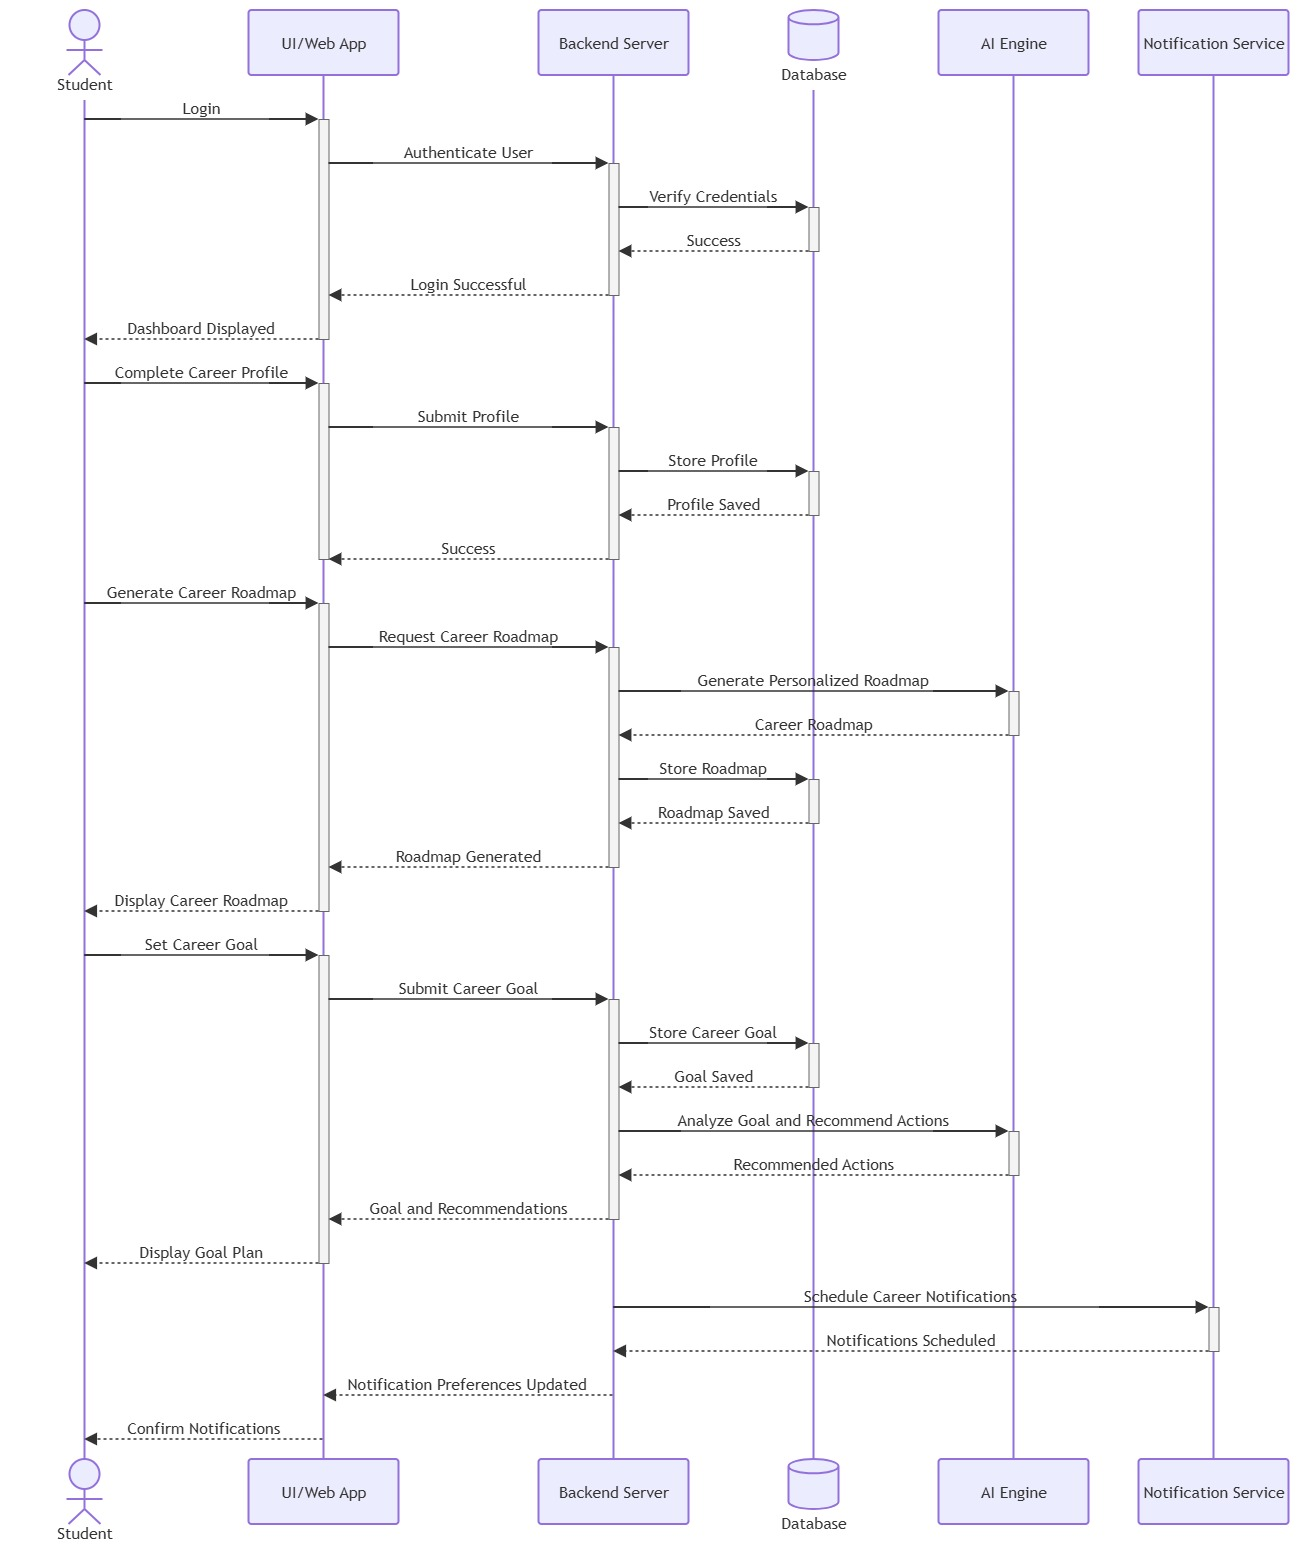 UI/Web App
Backend Server
AI Engine
Notification Service
Database
Student
Login
Authenticate User
Verify Credentials
Success
Login Successful
Dashboard Displayed
Complete Career Profile
Submit Profile
Store Profile
Profile Saved
Success
Generate Career Roadmap
Request Career Roadmap
Generate Personalized Roadmap
Career Roadmap
Store Roadmap
Roadmap Saved
Roadmap Generated
Display Career Roadmap
Set Career Goal
Submit Career Goal
Store Career Goal
Goal Saved
Analyze Goal and Recommend Actions
Recommended Actions
Goal and Recommendations
Display Goal Plan
Schedule Career Notifications
Notifications Scheduled
Notification Preferences Updated
Confirm Notifications
UI/Web App
Backend Server
AI Engine
Notification Service
Database
Student